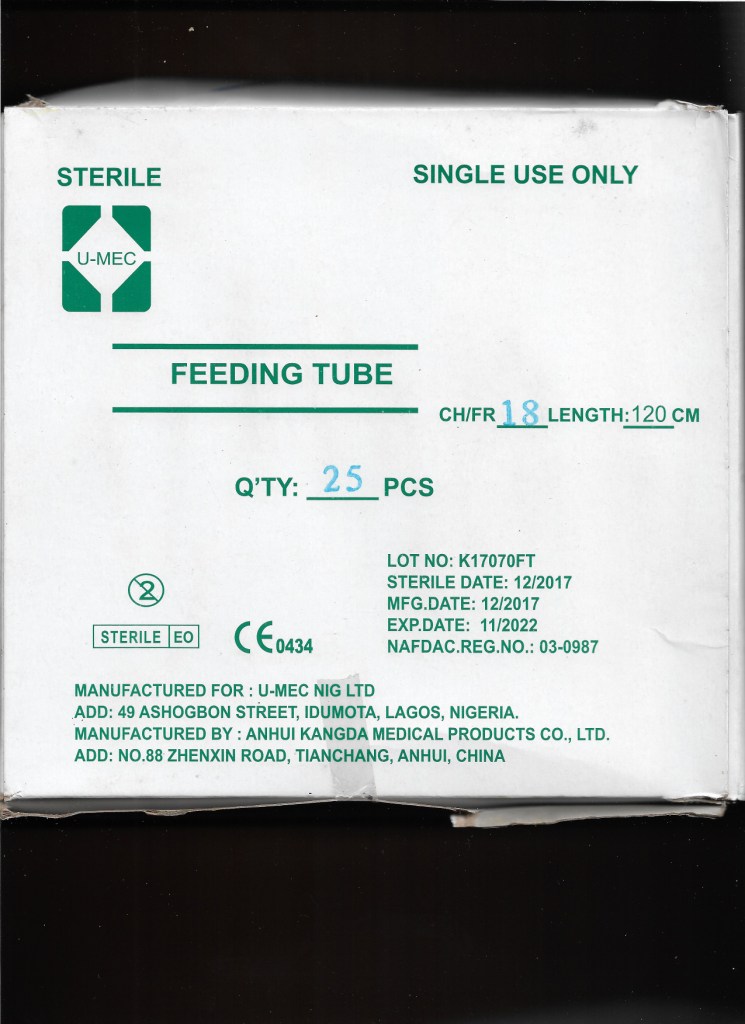 STERILE
SINGLE USE ONLY
U-MEC
FEEDING TUBE
CH/FR 18 LENGTH: 120 CM
Q'TY: 25 PCS
LOT NO: K17070FT
STERILE DATE: 12/2017
MFG.DATE: 12/2017
EXP.DATE: 11/2022
NAFDAC.REG.NO.: 03-0987
2
STERILE EO
CE 0434
MANUFACTURED FOR : U-MEC NIG LTD
ADD: 49 ASHOGBON STREET, IDUMOTA, LAGOS, NIGERIA.
MANUFACTURED BY : ANHUI KANGDA MEDICAL PRODUCTS CO., LTD.
ADD: NO.88 ZHENXIN ROAD, TIANCHANG, ANHUI, CHINA